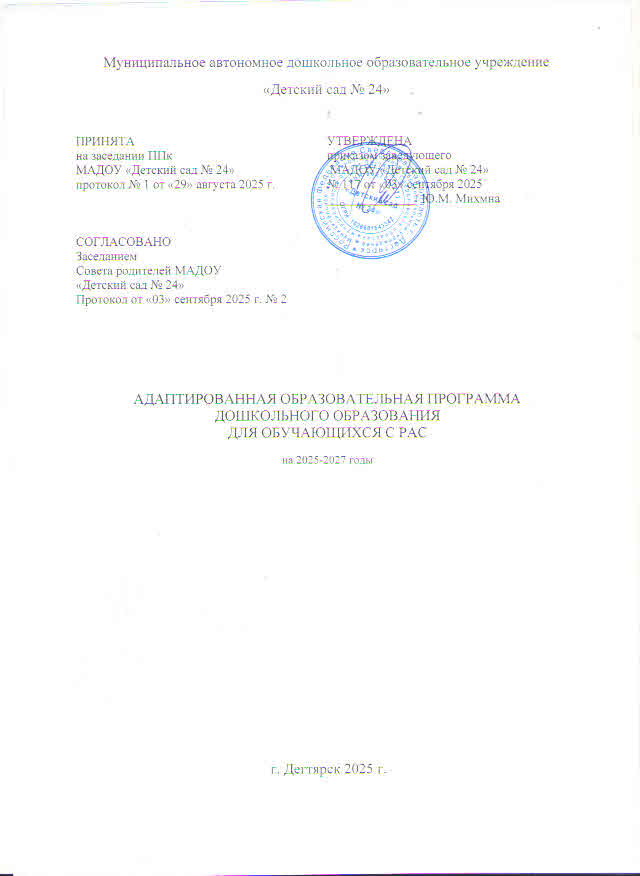 Муниципальное автономное дошкольное образовательное учреждение
«Детский сад № 24»
ПРИНЯТА
на заседании ППк
МАДОУ «Детский сад № 24»
протокол № 1 от «29» августа 2025 г.
УТВЕРЖДЕНА
приказом заведующего
МАДОУ «Детский сад № 24»
№ 117 от «03» сентября 2025
Ю.М. Михмна
СОГЛАСОВАНО
Заседанием
Совета родителей МАДОУ
«Детский сад № 24»
Протокол от «03» сентября 2025 г. № 2
АДАПТИРОВАННАЯ ОБРАЗОВАТЕЛЬНАЯ ПРОГРАММА
ДОШКОЛЬНОГО ОБРАЗОВАНИЯ
ДЛЯ ОБУЧАЮЩИХСЯ С РАС
на 2025-2027 годы
г. Дегтярск 2025 г.